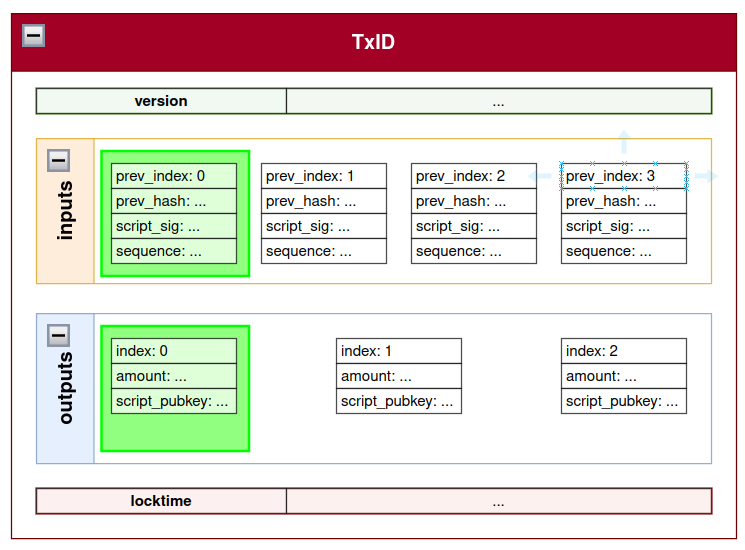 TxID
version ...
inputs
prev_index: 0
prev_hash: ...
script_sig: ...
sequence: ...
prev_index: 1
prev_hash: ...
script_sig: ...
sequence: ...
prev_index: 2
prev_hash: ...
script_sig: ...
sequence: ...
prev_index: 3
prev_hash: ...
script_sig: ...
sequence: ...
outputs
index: 0
amount: ...
script_pubkey: ...
index: 1
amount: ...
script_pubkey: ...
index: 2
amount: ...
script_pubkey: ...
locktime ...